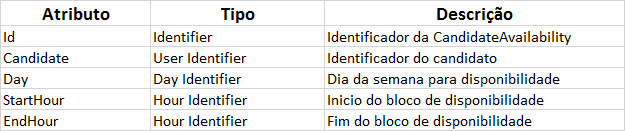 Atributo Tipo Descrição
Id Identifier Identificador da CandidateAvailability
Candidate User Identifier Identificador do candidato
Day Day Identifier Dia da semana para disponibilidade
StartHour Hour Identifier Inicio do bloco de disponibilidade
EndHour Hour Identifier Fim do bloco de disponibilidade